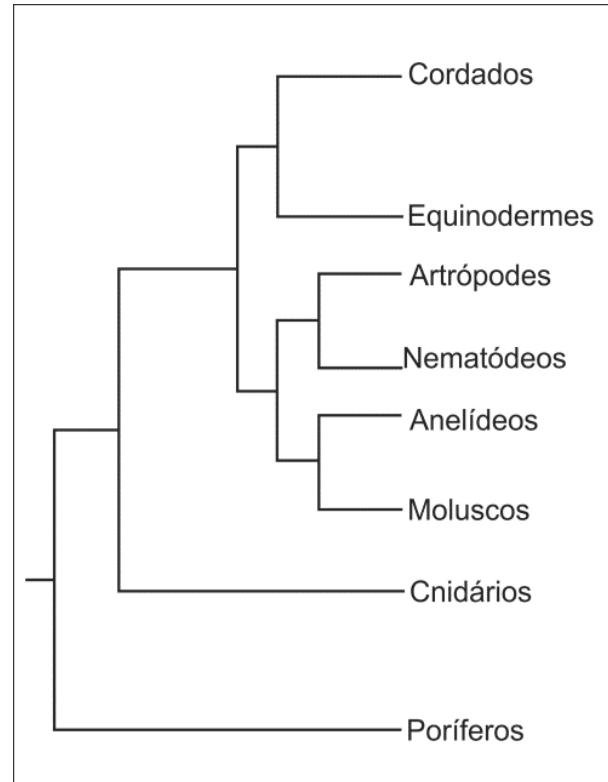 Cordados
Equinodermes
Artrópodes
Nematódeos
Anelídeos
Moluscos
Cnidários
Poríferos